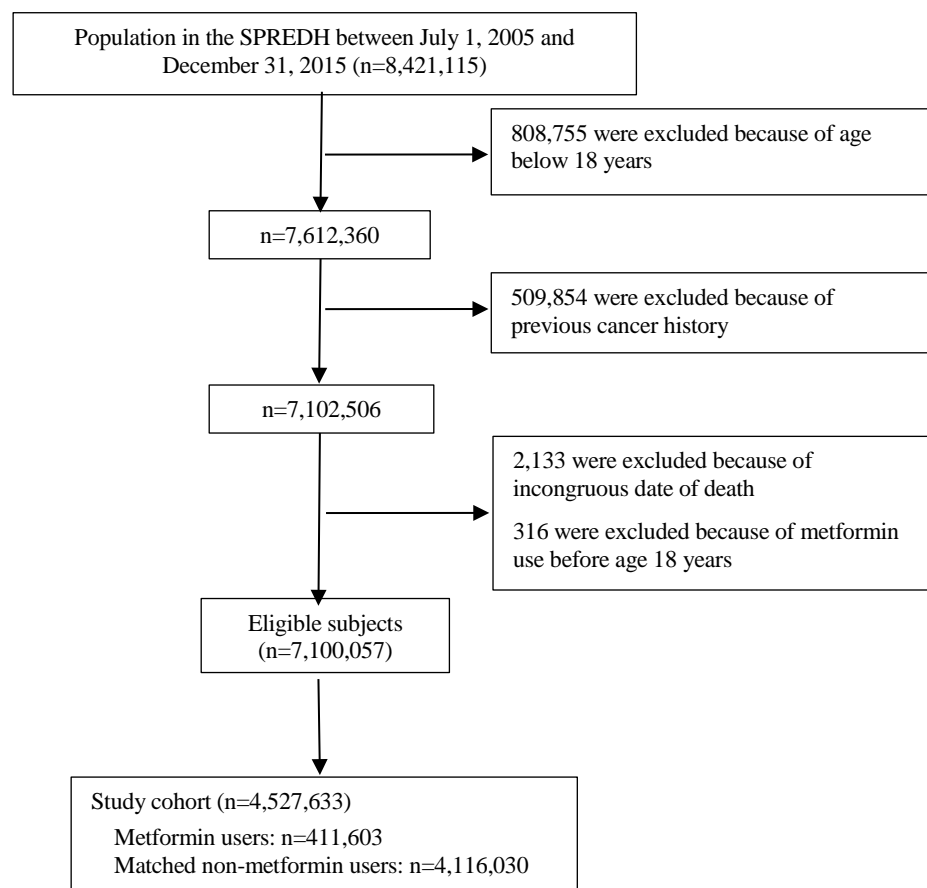 Population in the SPREDH between July 1, 2005 and
December 31, 2015 (n=8,421,115)
808,755 were excluded because of age
below 18 years
n=7,612,360
509,854 were excluded because of
previous cancer history
n=7,102,506
2,133 were excluded because of
incongruous date of death
316 were excluded because of metformin
use before age 18 years
Eligible subjects
(n=7,100,057)
Study cohort (n=4,527,633)
Metformin users: n=411,603
Matched non-metformin users: n=4,116,030